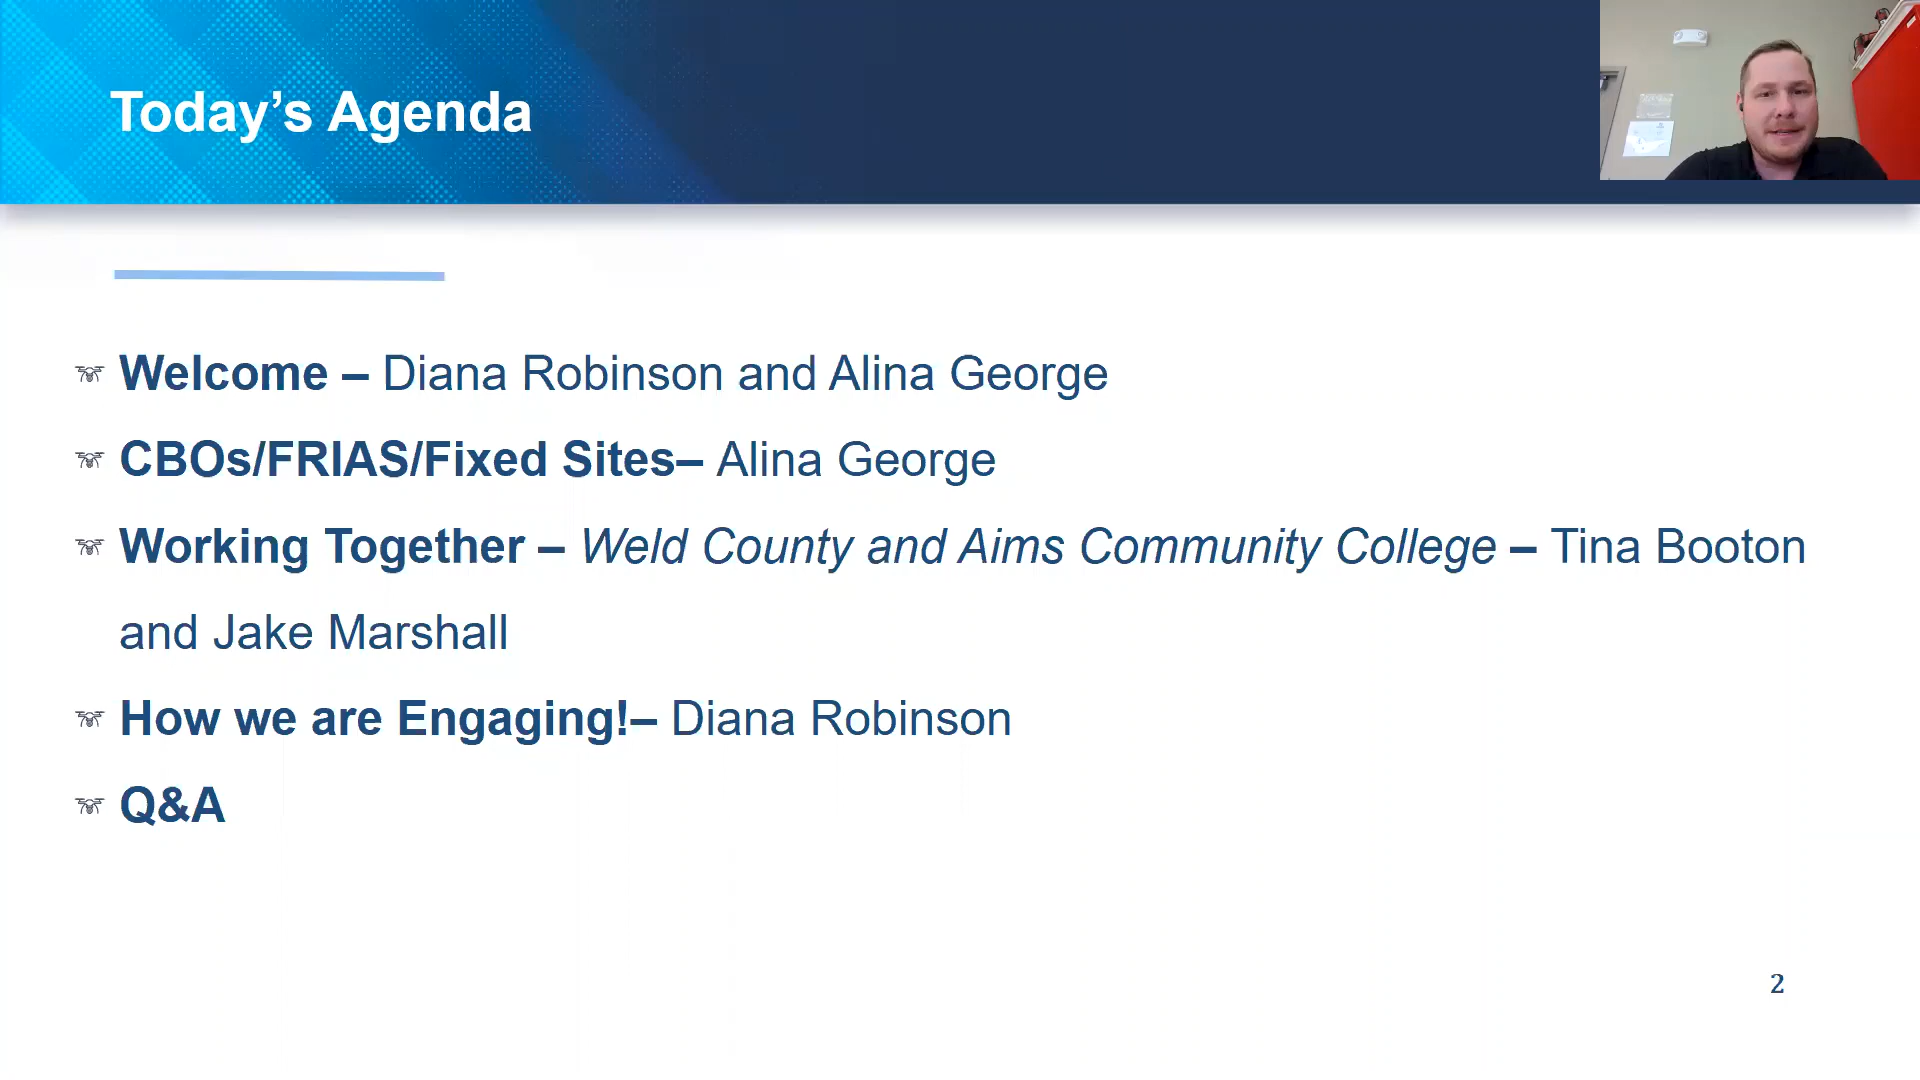 Today’s Agenda
Welcome – Diana Robinson and Alina George
CBOs/FRIAS/Fixed Sites– Alina George
Working Together – Weld County and Aims Community College – Tina Booton
and Jake Marshall
How we are Engaging!– Diana Robinson
Q&A
2